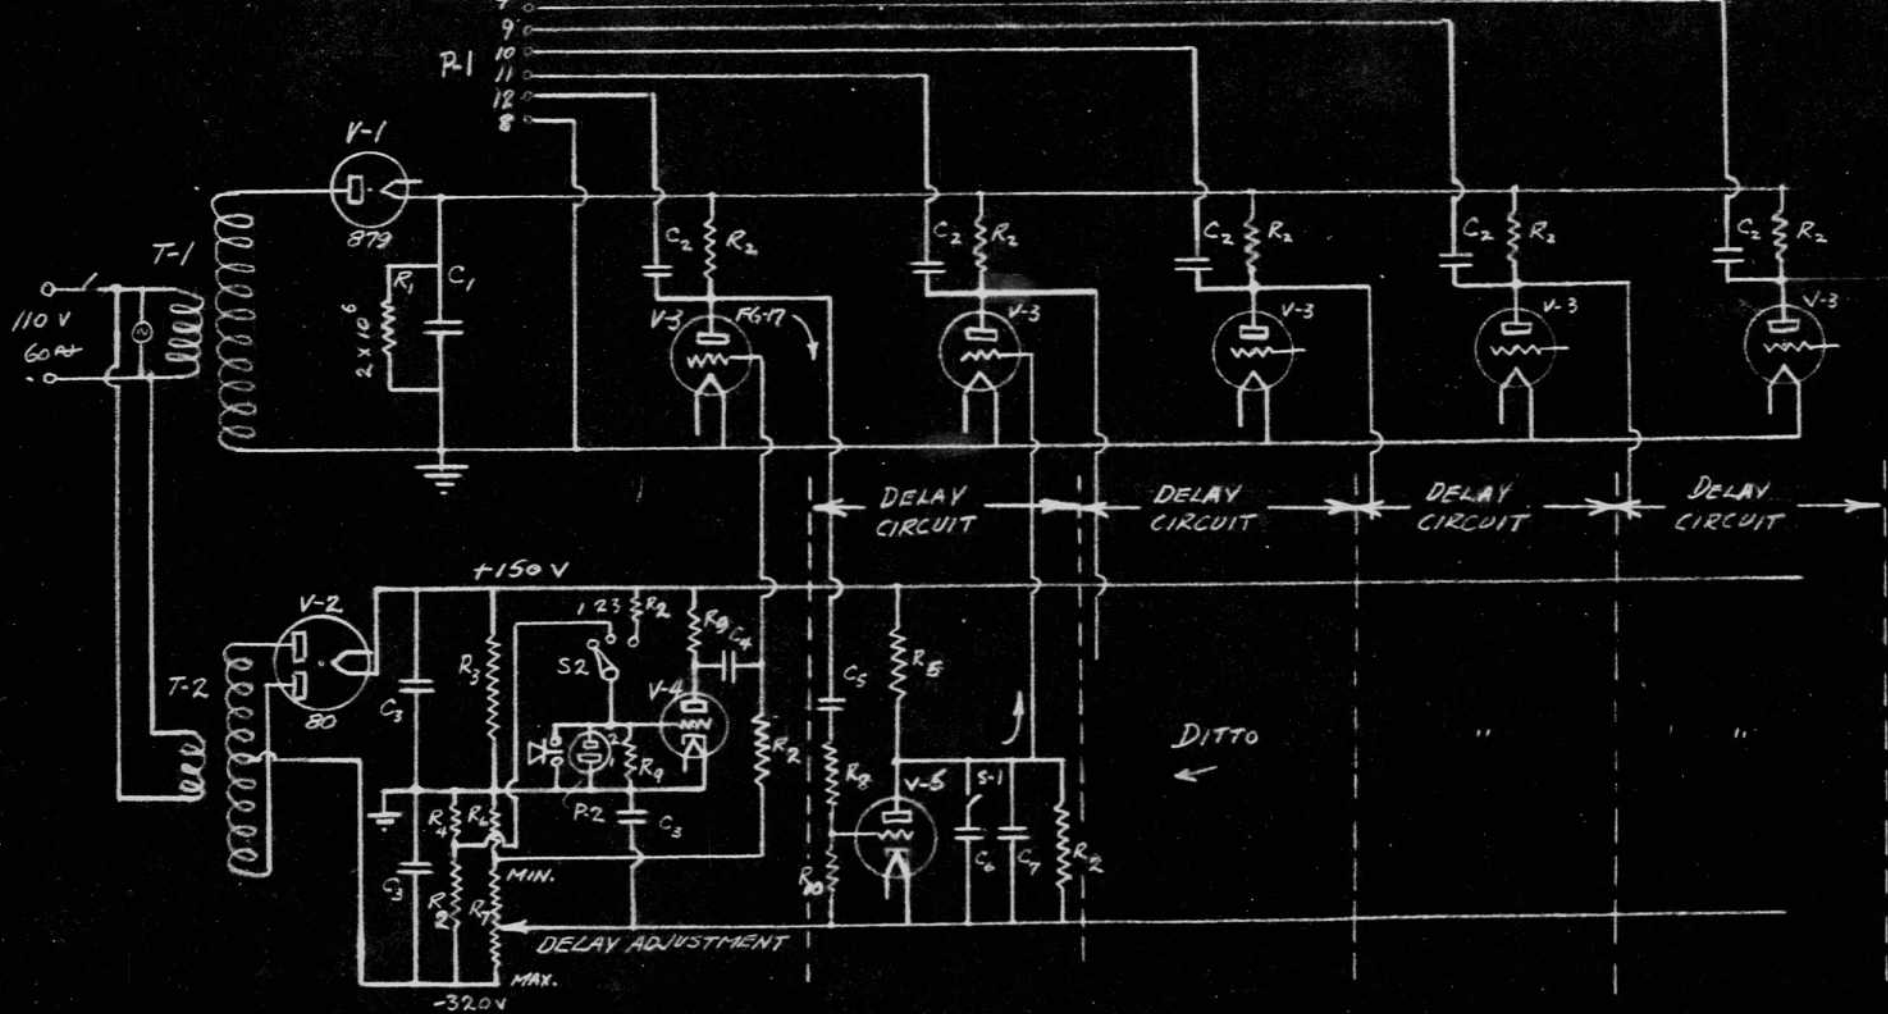 9
10
P-1
11
12
8
V-1
879
T-1
110 V
60~
R1
C1
2 X 10^6
C2 R2
C2 R2
C2 R2
C2 R2
C2 R2
V-3
FG-17
V-3
V-3
V-3
V-3
DELAY
CIRCUIT
DELAY
CIRCUIT
DELAY
CIRCUIT
DELAY
CIRCUIT
+150 V
V-2
80
T-2
C3
R3
1 2 3
R2
S2
R9
C4
V-4
2
1
R9
P-2
C3
R2
C5
R8
R10
R5
V-5
S-1
C6
C7
R2
DITTO
"
"
C3
R4
R6
R2
R7
MIN.
DELAY ADJUSTMENT
MAX.
-320V